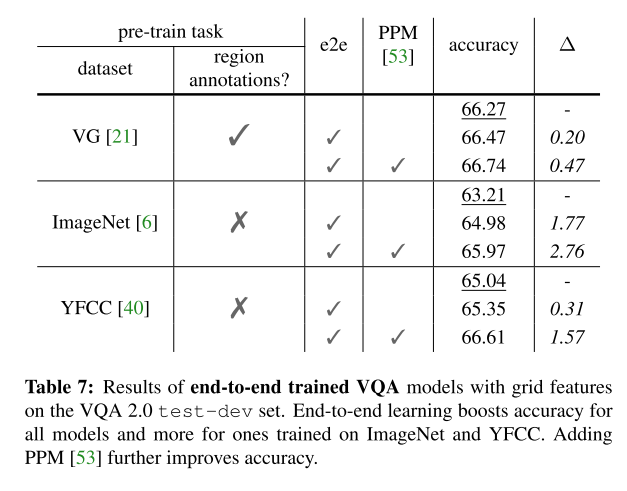 pre-train task
e2e
PPM
[53]
accuracy
Δ
dataset
region
annotations?
VG [21]
✓
66.27
-
✓
66.47
0.20
✓
✓
66.74
0.47
ImageNet [6]
✗
63.21
-
✓
64.98
1.77
✓
✓
65.97
2.76
YFCC [40]
✗
65.04
-
✓
65.35
0.31
✓
✓
66.61
1.57
Table 7: Results of end-to-end trained VQA models with grid features
on the VQA 2.0 test-dev set. End-to-end learning boosts accuracy for
all models and more for ones trained on ImageNet and YFCC. Adding
PPM [53] further improves accuracy.